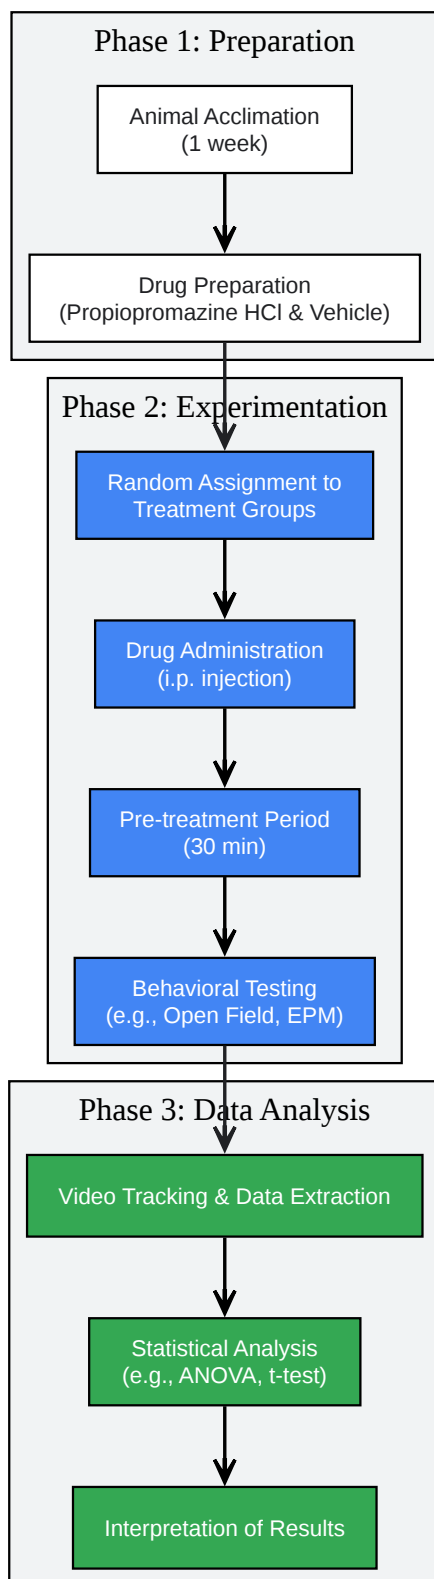 Phase 1: Preparation
Animal Acclimation
(1 week)
Drug Preparation
(Propiopromazine HCl & Vehicle)
Phase 2: Experimentation
Random Assignment to
Treatment Groups
Drug Administration
(i.p. injection)
Pre-treatment Period
(30 min)
Behavioral Testing
(e.g., Open Field, EPM)
Phase 3: Data Analysis
Video Tracking & Data Extraction
Statistical Analysis
(e.g., ANOVA, t-test)
Interpretation of Results